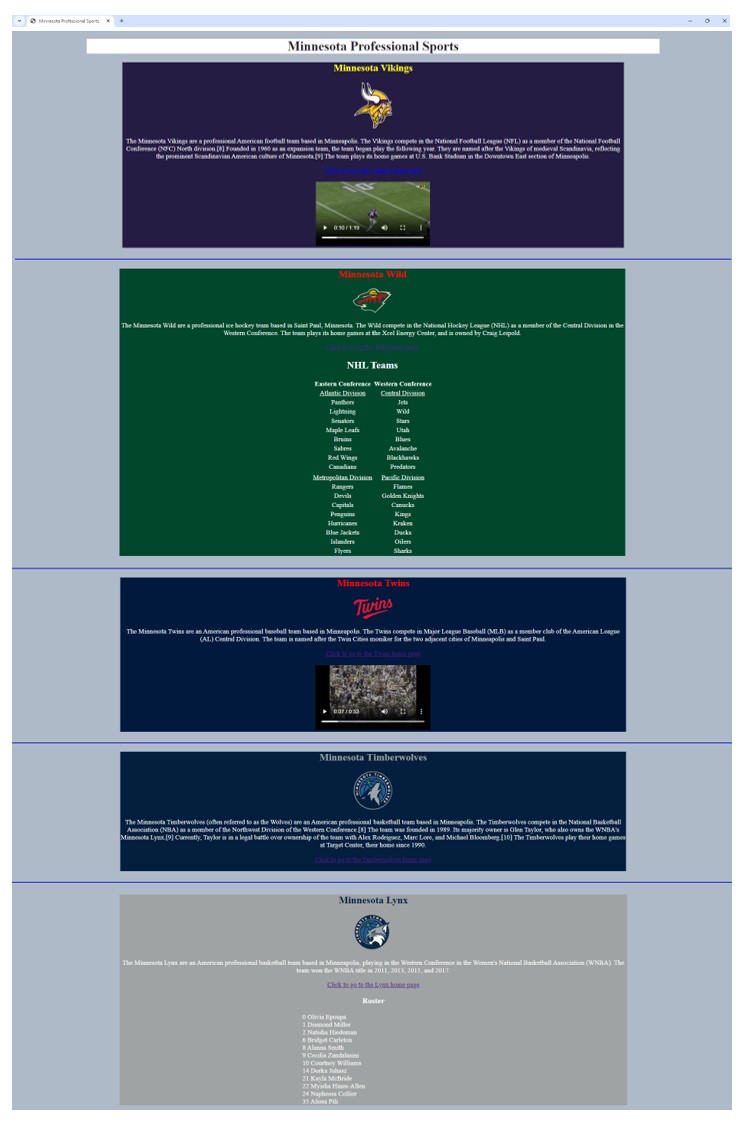 Minnesota Professional Sports
Minnesota Professional Sports
Minnesota Vikings
The Minnesota Vikings are a professional American football team based in Minneapolis. The Vikings compete in the National Football League (NFL) as a member of the National Football
Conference (NFC) North division.[8] Founded in 1960 as an expansion team, the team began play the following year. They are named after the Vikings of medieval Scandinavia, reflecting
the prominent Scandinavian American culture of Minnesota.[9] The team plays its home games at U.S. Bank Stadium in the Downtown East section of Minneapolis.
0:10 / 1:19
Minnesota Wild
The Minnesota Wild are a professional ice hockey team based in Saint Paul, Minnesota. The Wild compete in the National Hockey League (NHL) as a member of the Central Division in the
Western Conference. The team plays its home games at the Xcel Energy Center, and is owned by Craig Leipold.
NHL Teams
Eastern Conference Western Conference
Atlantic Division Central Division
Panthers Jets
Lightning Wild
Senators Stars
Maple Leafs Utah
Bruins Blues
Sabres Avalanche
Red Wings Blackhawks
Canadians Predators
Metropolitan Division Pacific Division
Rangers Flames
Devils Golden Knights
Capitals Canucks
Penguins Kings
Hurricanes Kraken
Blue Jackets Ducks
Islanders Oilers
Flyers Sharks
Minnesota Twins
Twins
The Minnesota Twins are an American professional baseball team based in Minneapolis. The Twins compete in Major League Baseball (MLB) as a member club of the American League
(AL) Central Division. The team is named after the Twin Cities moniker for the two adjacent cities of Minneapolis and Saint Paul.
Click to go to the Twins home page
0:07 / 0:53
Minnesota Timberwolves
MINNESOTA TIMBERWOLVES
The Minnesota Timberwolves (often referred to as the Wolves) are an American professional basketball team based in Minneapolis. The Timberwolves compete in the National Basketball
Association (NBA) as a member of the Northwest Division of the Western Conference.[8] The team was founded in 1989. Its majority owner is Glen Taylor, who also owns the WNBA's
Minnesota Lynx.[9] Currently, Taylor is in a legal battle over ownership of the team with Alex Rodriguez, Marc Lore, and Michael Bloomberg.[10] The Timberwolves play their home games
at Target Center, their home since 1990.
Click to go to the Timberwolves home page
Minnesota Lynx
MINNESOTA LYNX
The Minnesota Lynx are an American professional basketball team based in Minneapolis, playing in the Western Conference in the Women's National Basketball Association (WNBA). The
team won the WNBA title in 2011, 2013, 2015, and 2017.
Click to go to the Lynx home page
Roster
0 Olivia Epoupa
1 Diamond Miller
2 Natisha Hiedeman
6 Bridget Carleton
8 Alanna Smith
9 Cecilia Zandalasini
10 Courtney Williams
14 Dorka Juhasz
21 Kayla McBride
22 Myisha Hines-Allen
24 Napheesa Collier
35 Alissa Pili